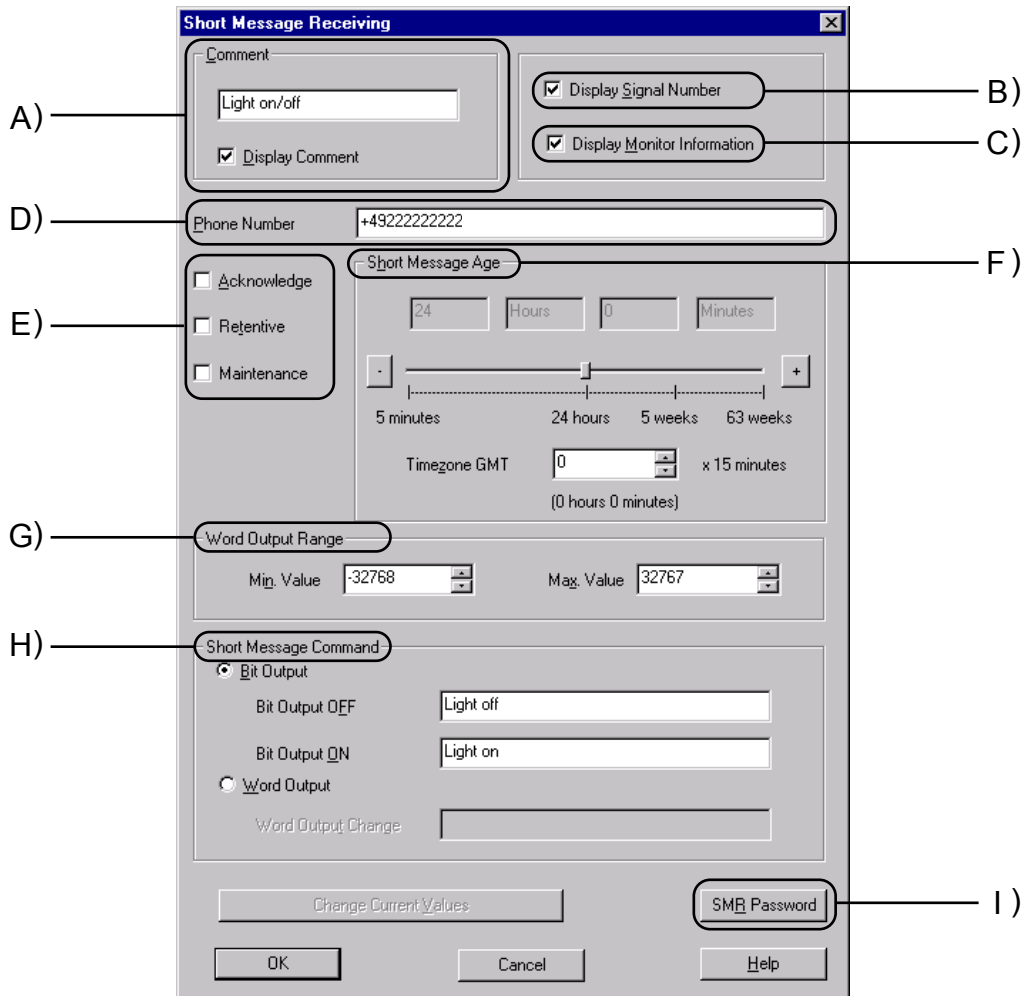 Short Message Receiving
Comment
Light on/off
Display Comment
Display Signal Number
Display Monitor Information
A)
B)
C)
D)
Phone Number
+49222222222
E)
Acknowledge
Retentive
Maintenance
F)
Short Message Age
24 Hours 0 Minutes
- +
5 minutes 24 hours 5 weeks 63 weeks
Timezone GMT 0 x 15 minutes
(0 hours 0 minutes)
G)
Word Output Range
Min. Value -32768 Max. Value 32767
H)
Short Message Command
Bit Output
Bit Output OFF Light off
Bit Output ON Light on
Word Output
Word Output Change
Change Current Values
SMR Password
I)
OK Cancel Help